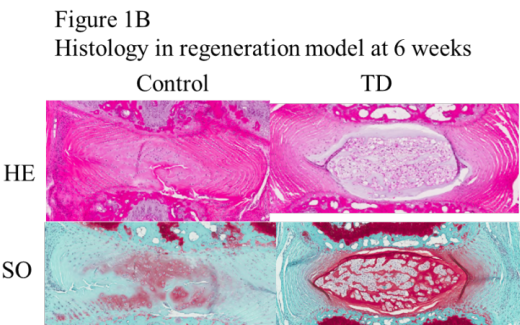 Figure 1B
Histology in regeneration model at 6 weeks
Control TD
HE
SO